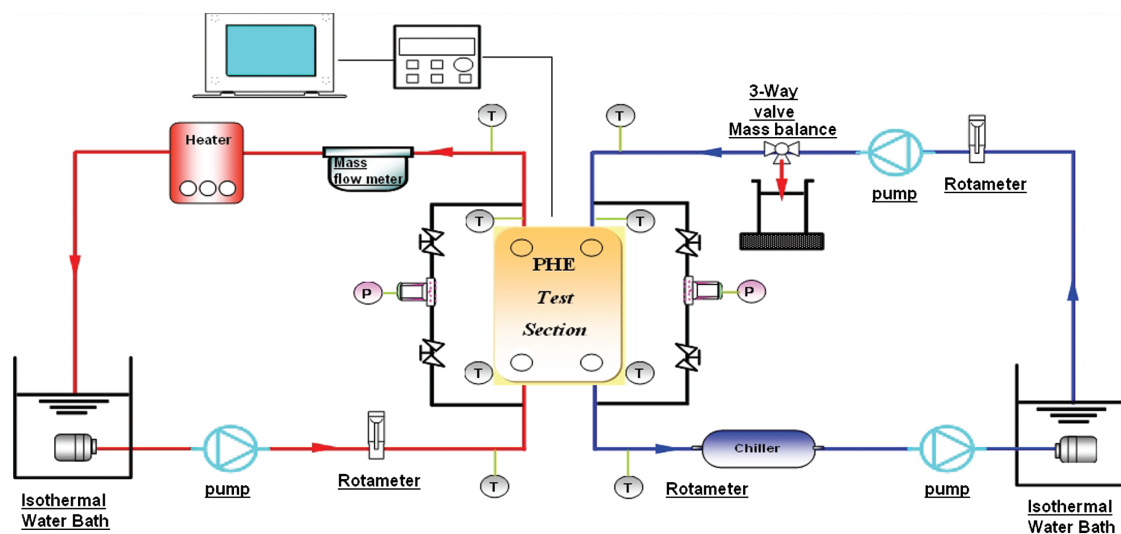 3-Way
valve
Mass balance
T
T
Heater
Mass
flow meter
pump
Rotameter
T
T
PHE
Test
Section
P
P
T
T
Rotameter
pump
Chiller
Rotameter
pump
T
T
Isothermal
Water Bath
Isothermal
Water Bath